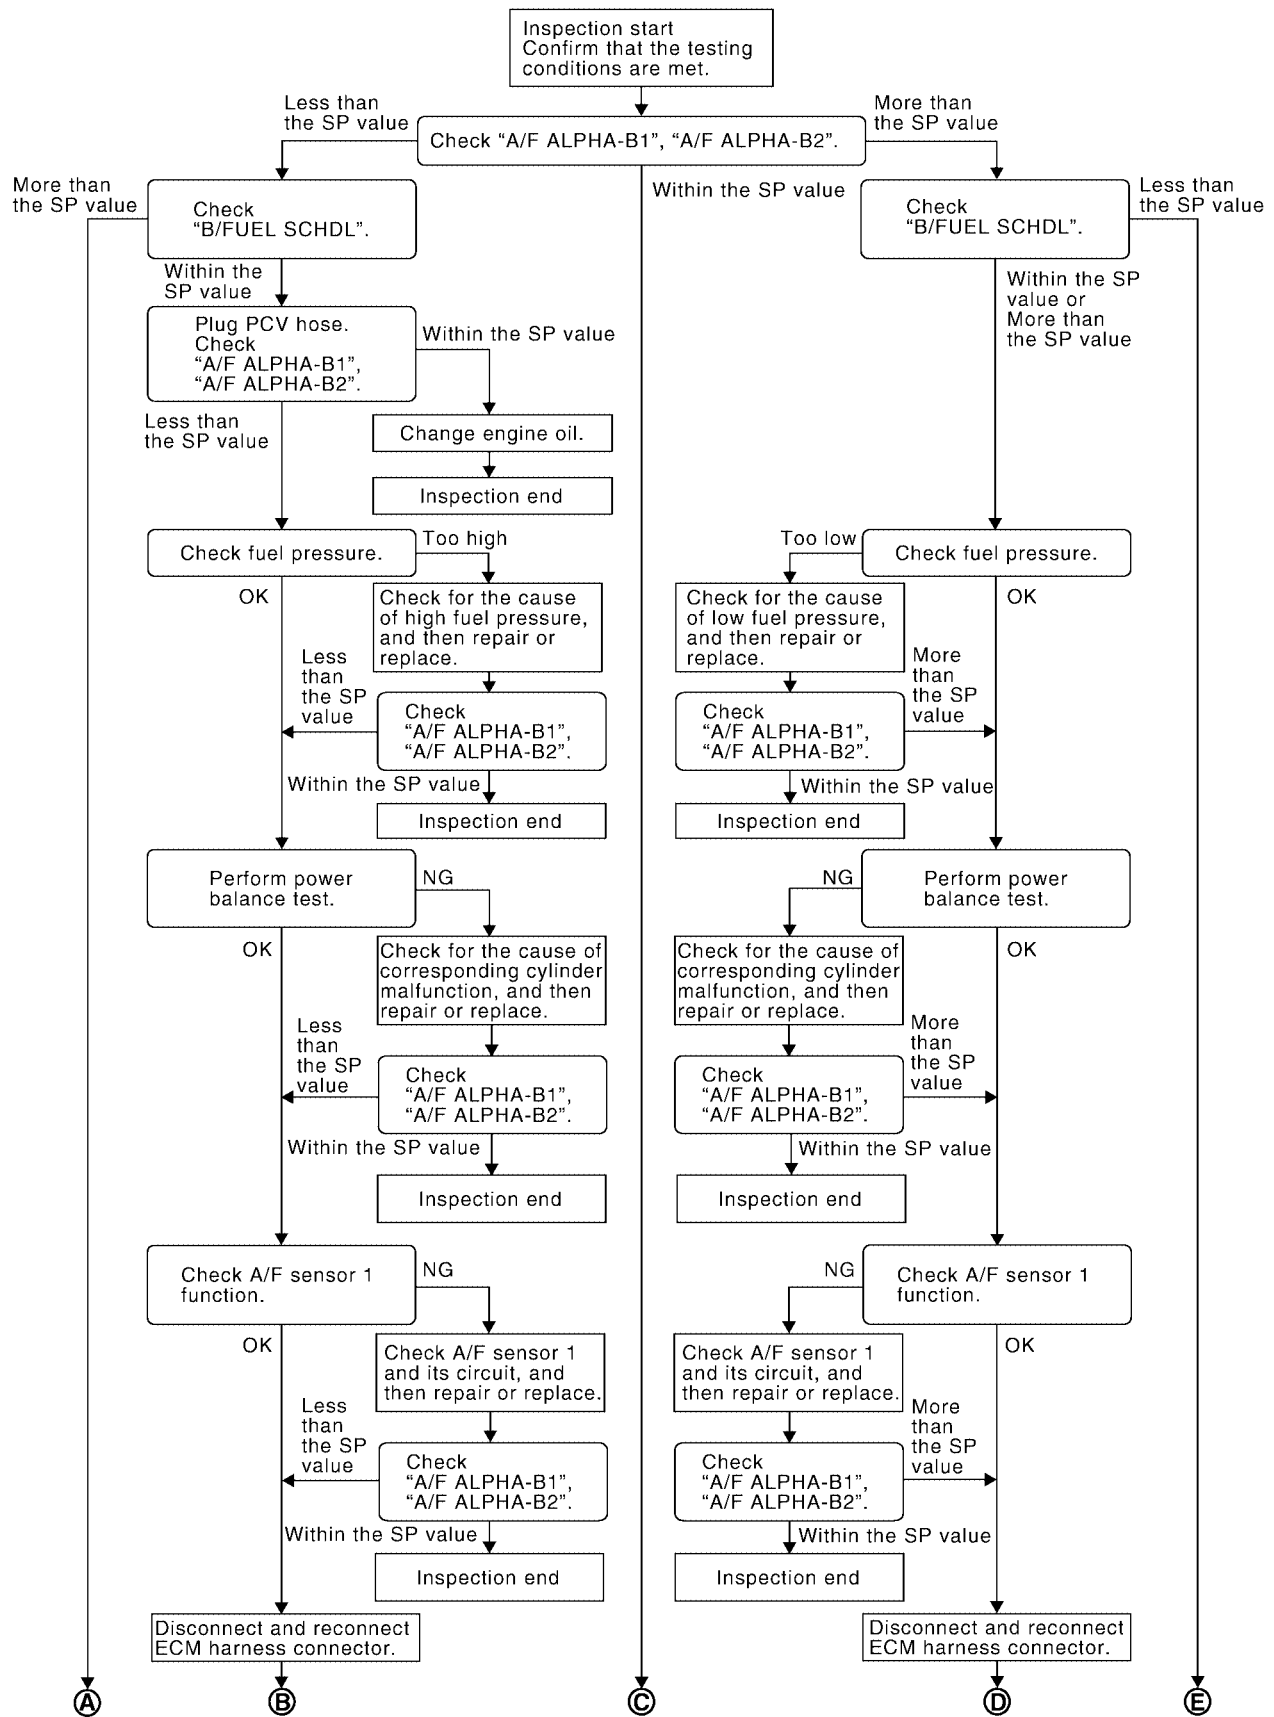 Inspection start
Confirm that the testing
conditions are met.
Less than
the SP value
More than
the SP value
Check “A/F ALPHA-B1”, “A/F ALPHA-B2”.
More than
the SP value
Within the SP value
Less than
the SP value
Check
“B/FUEL SCHDL”.
Check
“B/FUEL SCHDL”.
Within the
SP value
Within the SP
value or
More than
the SP value
Plug PCV hose.
Check
“A/F ALPHA-B1”,
“A/F ALPHA-B2”.
Within the SP value
Less than
the SP value
Change engine oil.
Inspection end
Check fuel pressure.
Too high
Too low
Check fuel pressure.
OK
Check for the cause
of high fuel pressure,
and then repair or
replace.
Check for the cause
of low fuel pressure,
and then repair or
replace.
OK
Less
than
the SP
value
Check
“A/F ALPHA-B1”,
“A/F ALPHA-B2”.
Check
“A/F ALPHA-B1”,
“A/F ALPHA-B2”.
More
than
the SP
value
Within the SP value
Within the SP value
Inspection end
Inspection end
Perform power
balance test.
NG
NG
Perform power
balance test.
OK
Check for the cause of
corresponding cylinder
malfunction, and then
repair or replace.
Check for the cause of
corresponding cylinder
malfunction, and then
repair or replace.
OK
Less
than
the SP
value
Check
“A/F ALPHA-B1”,
“A/F ALPHA-B2”.
Check
“A/F ALPHA-B1”,
“A/F ALPHA-B2”.
More
than
the SP
value
Within the SP value
Within the SP value
Inspection end
Inspection end
Check A/F sensor 1
function.
NG
NG
Check A/F sensor 1
function.
OK
Check A/F sensor 1
and its circuit, and
then repair or replace.
Check A/F sensor 1
and its circuit, and
then repair or replace.
OK
Less
than
the SP
value
Check
“A/F ALPHA-B1”,
“A/F ALPHA-B2”.
Check
“A/F ALPHA-B1”,
“A/F ALPHA-B2”.
More
than
the SP
value
Within the SP value
Within the SP value
Inspection end
Inspection end
Disconnect and reconnect
ECM harness connector.
Disconnect and reconnect
ECM harness connector.
A
B
C
D
E